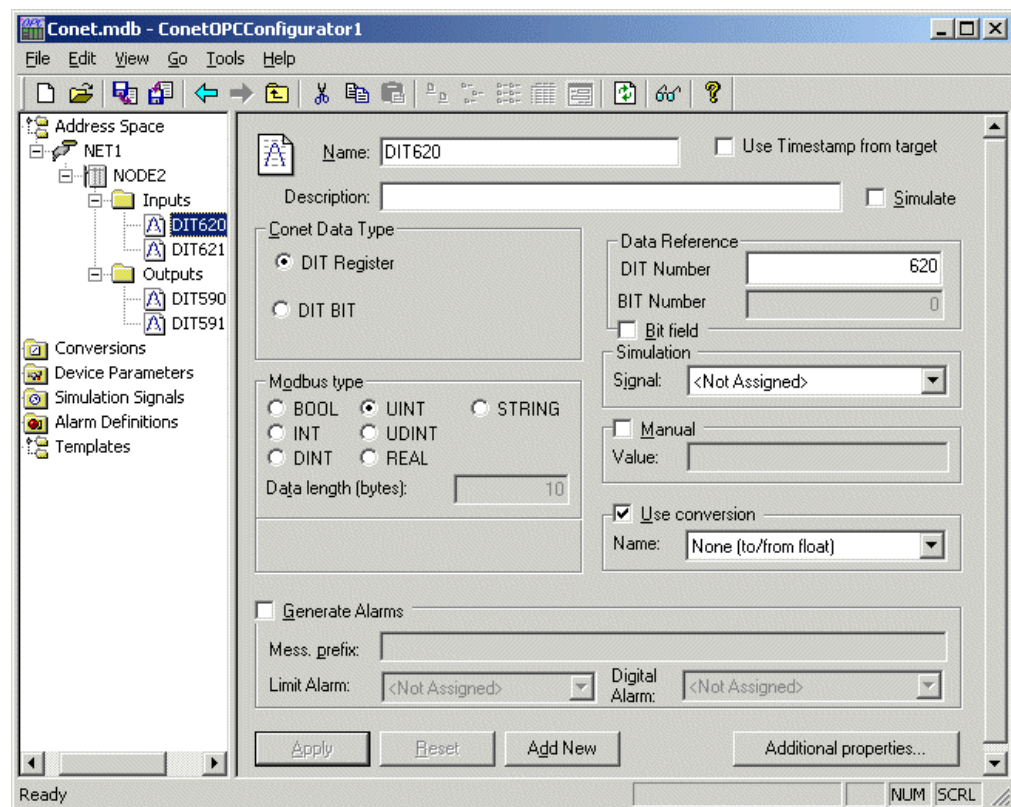 Conet.mdb - ConetOPCConfigurator1
File Edit View Go Tools Help
Address Space
NET1
NODE2
Inputs
DIT620
DIT621
Outputs
DIT590
DIT591
Conversions
Device Parameters
Simulation Signals
Alarm Definitions
Templates
Name: DIT620
Use Timestamp from target
Description:
Simulate
Conet Data Type
DIT Register
DIT BIT
Data Reference
DIT Number 620
BIT Number 0
Bit field
Modbus type
BOOL UINT STRING
INT UDINT
DINT REAL
Data length (bytes): 10
Simulation
Signal: <Not Assigned>
Manual
Value:
Use conversion
Name: None (to/from float)
Generate Alarms
Mess. prefix:
Limit Alarm: <Not Assigned>
Digital Alarm: <Not Assigned>
Apply Reset Add New Additional properties...
Ready NUM SCRL